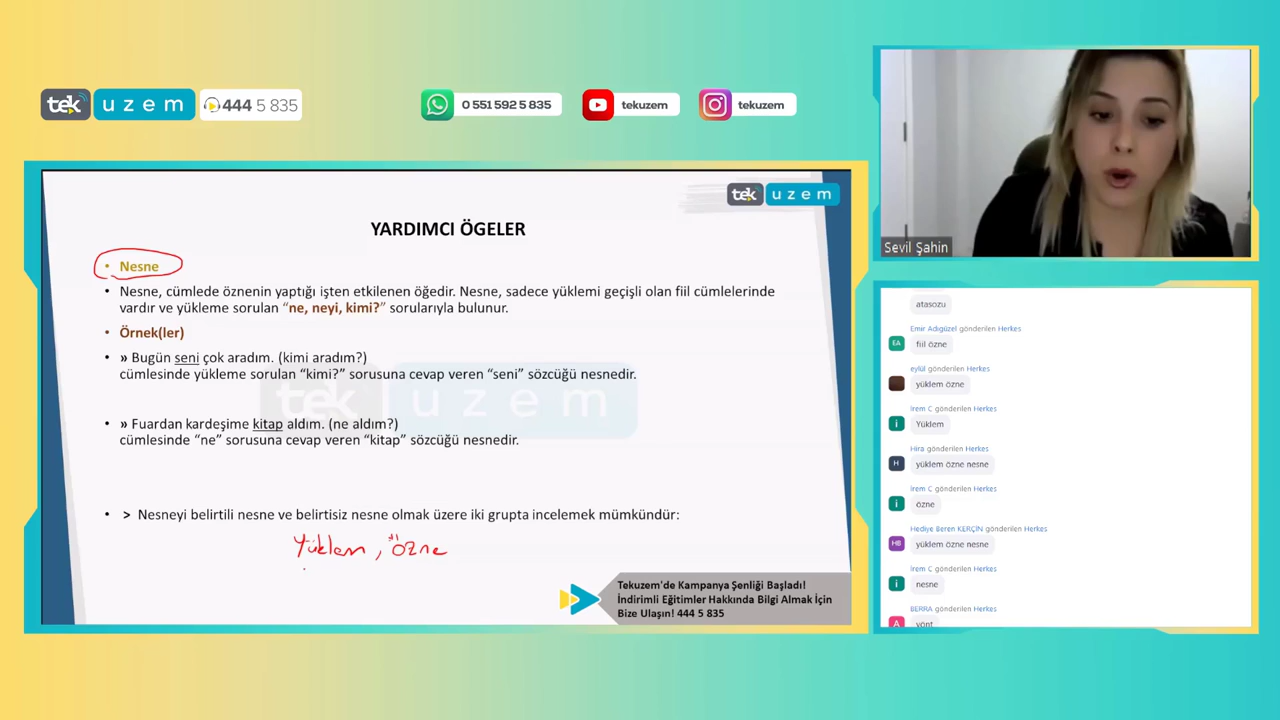 tek uzem 444 5 835
0 551 592 5 835
tekuzem
tekuzem
tek uzem
YARDIMCI ÖGELER
• Nesne
• Nesne, cümlede öznenin yaptığı işten etkilenen öğedir. Nesne, sadece yüklemi geçişli olan fiil cümlelerinde
vardır ve yükleme sorulan “ne, neyi, kimi?” sorularıyla bulunur.
• Örnek(ler)
• » Bugün seni çok aradım. (kimi aradım?)
cümlesinde yükleme sorulan “kimi?” sorusuna cevap veren “seni” sözcüğü nesnedir.
tek uzem
• » Fuardan kardeşime kitap aldım. (ne aldım?)
cümlesinde “ne” sorusuna cevap veren “kitap” sözcüğü nesnedir.
• > Nesneyi belirtili nesne ve belirtisiz nesne olmak üzere iki grupta incelemek mümkündür:
Yüklem, özne
Tekuzem'de Kampanya Şenliği Başladı!
İndirimli Eğitimler Hakkında Bilgi Almak İçin
Bize Ulaşın! 444 5 835
Sevil Şahin
atasozu
Emir Adıgüzel gönderilen Herkes
EA fiil özne
eylül gönderilen Herkes
yüklem özne
İrem C gönderilen Herkes
i Yüklem
Hira gönderilen Herkes
H yüklem özne nesne
İrem C gönderilen Herkes
i özne
Hediye Beren KERÇİN gönderilen Herkes
HB yüklem özne nesne
İrem C gönderilen Herkes
i nesne
BERRA gönderilen Herkes
A yönt